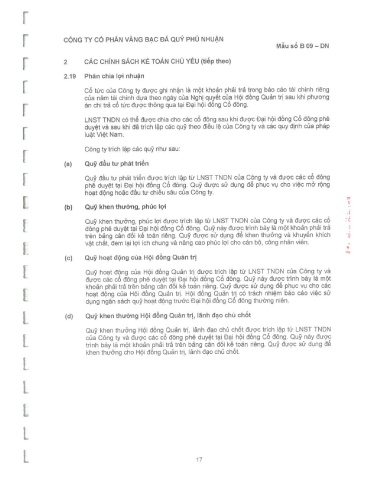 CÔNG TY CỔ PHẦN VÀNG BẠC ĐÁ QUÝ PHÚ NHUẬN
Mẫu số B 09 – DN
2 CÁC CHÍNH SÁCH KẾ TOÁN CHỦ YẾU (tiếp theo)
2.19 Phân chia lợi nhuận
Cổ tức của Công ty được ghi nhận là một khoản phải trả trong báo cáo tài chính riêng
của năm tài chính dựa theo ngày của Nghị quyết của Hội đồng Quản trị sau khi phương
án chi trả cổ tức được thông qua tại Đại hội đồng Cổ đông.
LNST TNDN có thể được chia cho các cổ đông sau khi được Đại hội đồng Cổ đông phê
duyệt và sau khi đã trích lập các quỹ theo điều lệ của Công ty và các quy định của pháp
luật Việt Nam.
Công ty trích lập các quỹ như sau:
(a) Quỹ đầu tư phát triển
Quỹ đầu tư phát triển được trích lập từ LNST TNDN của Công ty và được các cổ đông
phê duyệt tại Đại hội đồng Cổ đông. Quỹ được sử dụng để phục vụ cho việc mở rộng
hoạt động hoặc đầu tư chiều sâu của Công ty.
(b) Quỹ khen thưởng, phúc lợi
Quỹ khen thưởng, phúc lợi được trích lập từ LNST TNDN của Công ty và được các cổ
đông phê duyệt tại Đại hội đồng Cổ đông. Quỹ này được trình bày là một khoản phải trả
trên bảng cân đối kế toán riêng. Quỹ được sử dụng để khen thưởng và khuyến khích
vật chất, đem lại lợi ích chung và nâng cao phúc lợi cho cán bộ, công nhân viên.
(c) Quỹ hoạt động của Hội đồng Quản trị
Quỹ hoạt động của Hội đồng Quản trị được trích lập từ LNST TNDN của Công ty và
được các cổ đông phê duyệt tại Đại hội đồng Cổ đông. Quỹ này được trình bày là một
khoản phải trả trên bảng cân đối kế toán riêng. Quỹ được sử dụng để phục vụ cho các
hoạt động của Hội đồng Quản trị. Hội đồng Quản trị có trách nhiệm báo cáo việc sử
dụng ngân sách quỹ hoạt động trước Đại hội đồng Cổ đông thường niên.
(d) Quỹ khen thưởng Hội đồng Quản trị, lãnh đạo chủ chốt
Quỹ khen thưởng Hội đồng Quản trị, lãnh đạo chủ chốt được trích lập từ LNST TNDN
của Công ty và được các cổ đông phê duyệt tại Đại hội đồng Cổ đông. Quỹ này được
trình bày là một khoản phải trả trên bảng cân đối kế toán riêng. Quỹ được sử dụng để
khen thưởng cho Hội đồng Quản trị, lãnh đạo chủ chốt.
17